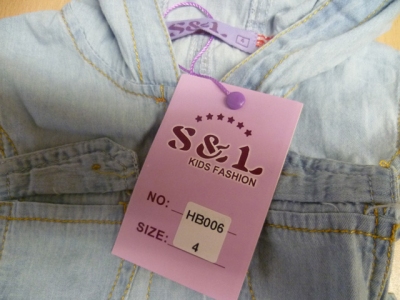 S&L
S&L
KIDS FASHION
NO: HB006
SIZE: 4